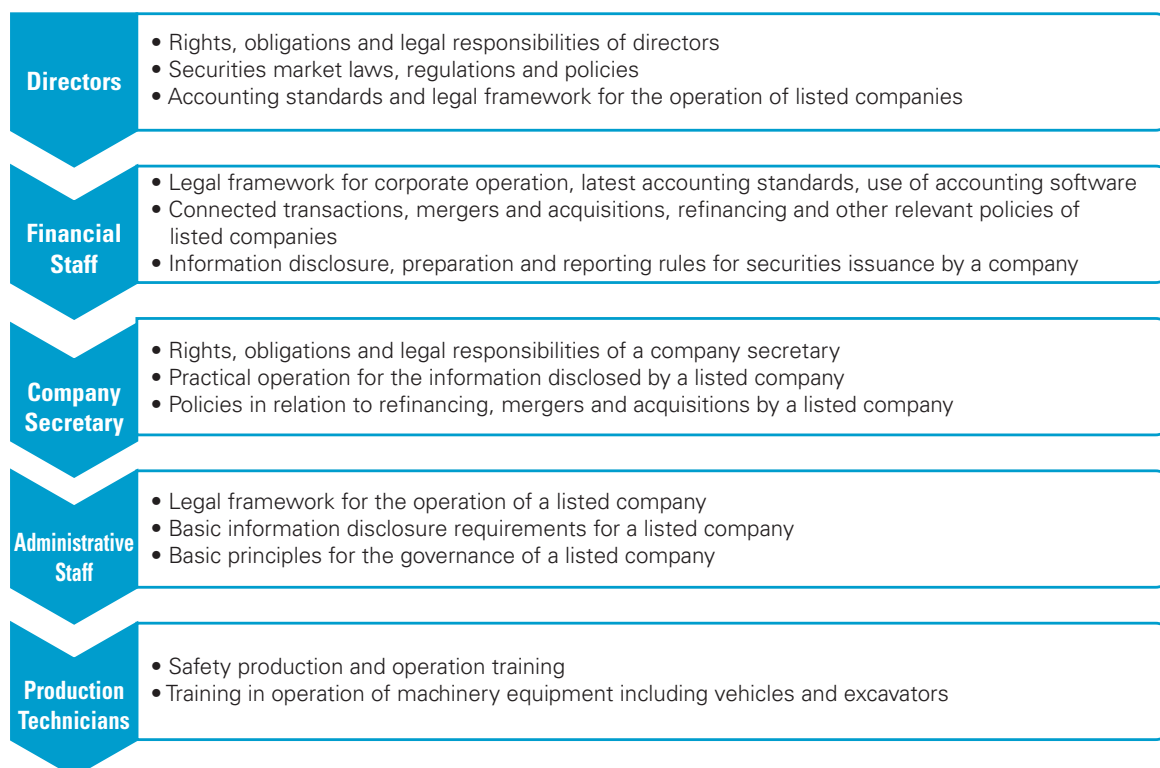 Directors
• Rights, obligations and legal responsibilities of directors
• Securities market laws, regulations and policies
• Accounting standards and legal framework for the operation of listed companies
Financial
Staff
• Legal framework for corporate operation, latest accounting standards, use of accounting software
• Connected transactions, mergers and acquisitions, refinancing and other relevant policies of
listed companies
• Information disclosure, preparation and reporting rules for securities issuance by a company
Company
Secretary
• Rights, obligations and legal responsibilities of a company secretary
• Practical operation for the information disclosed by a listed company
• Policies in relation to refinancing, mergers and acquisitions by a listed company
Administrative
Staff
• Legal framework for the operation of a listed company
• Basic information disclosure requirements for a listed company
• Basic principles for the governance of a listed company
Production
Technicians
• Safety production and operation training
• Training in operation of machinery equipment including vehicles and excavators